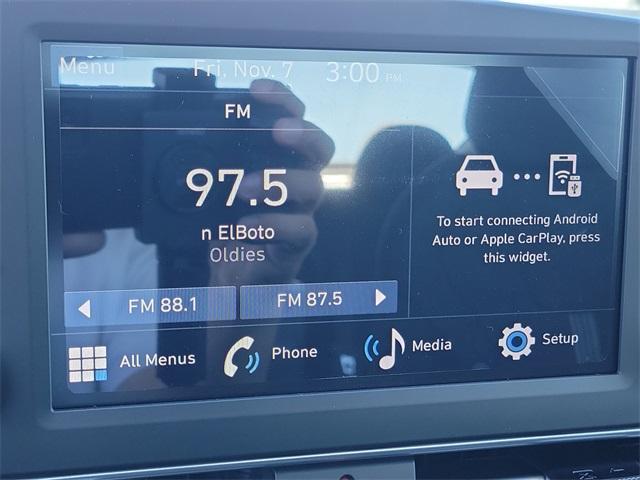 Menu
Fri, Nov. 7
3:00 PM
FM
97.5
n ElBoto
Oldies
To start connecting Android
Auto or Apple CarPlay, press
this widget.
FM 88.1
FM 87.5
All Menus
Phone
Media
Setup